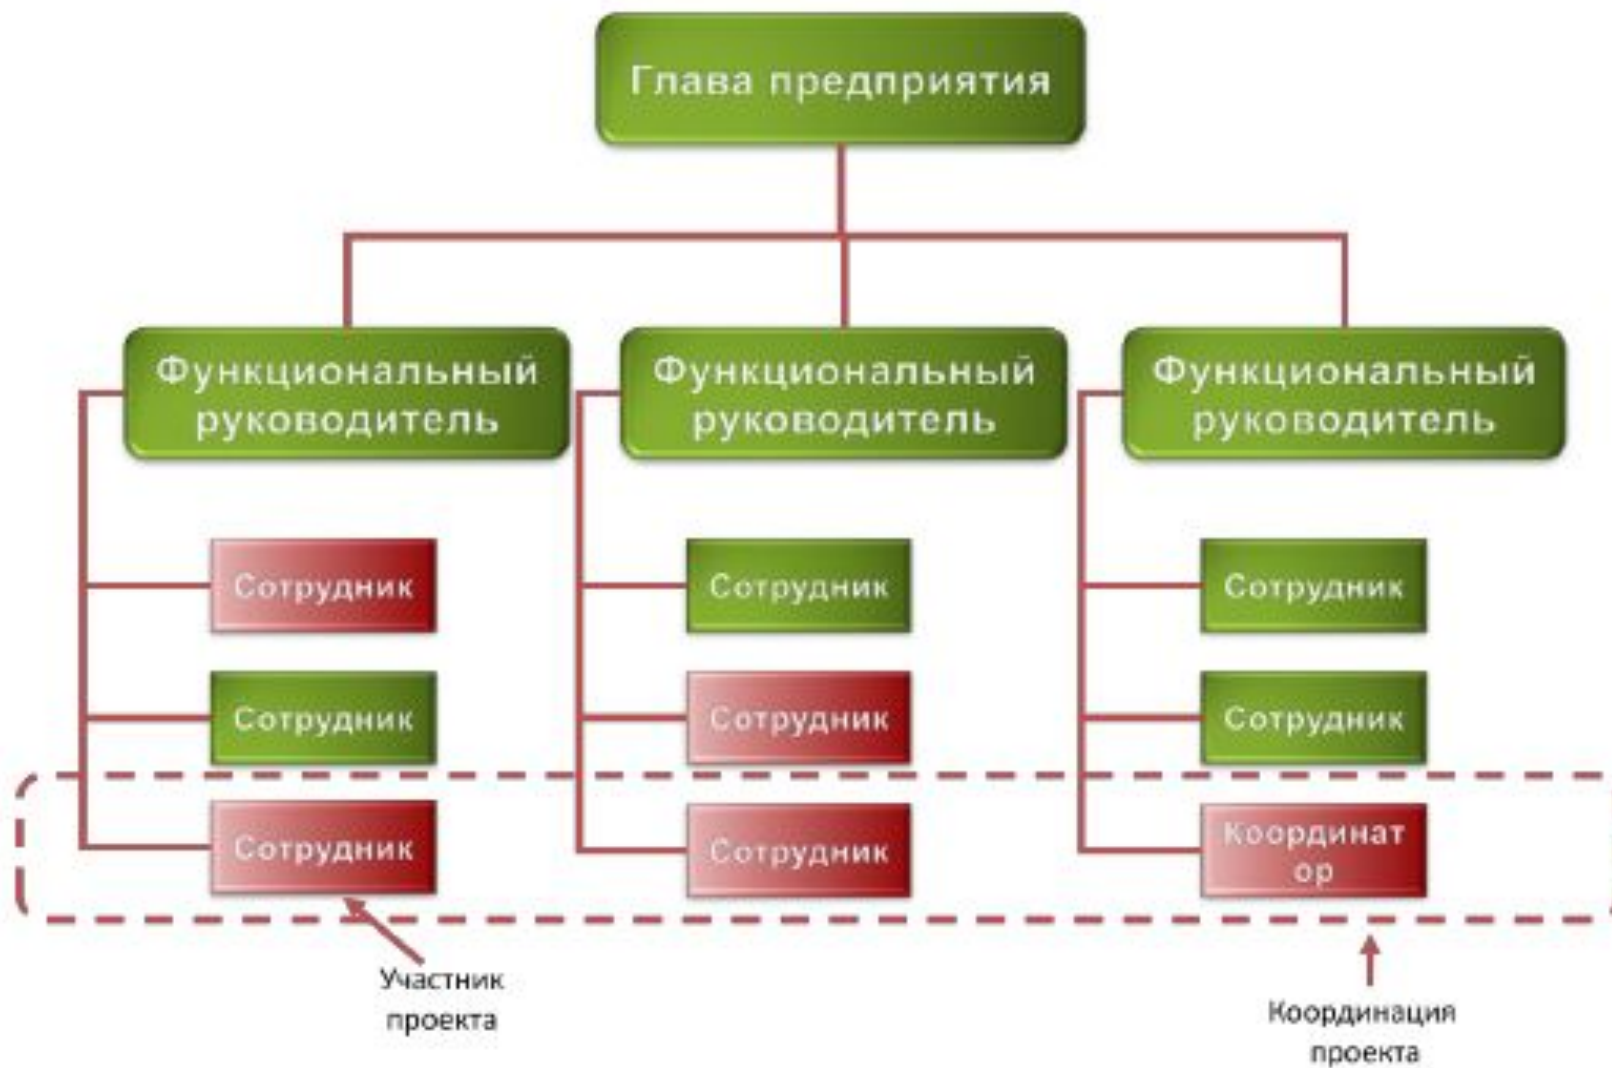 Глава предприятия
Функциональный
руководитель
Функциональный
руководитель
Функциональный
руководитель
Сотрудник
Сотрудник
Сотрудник
Сотрудник
Сотрудник
Сотрудник
Сотрудник
Сотрудник
Координат
ор
Участник
проекта
Координация
проекта